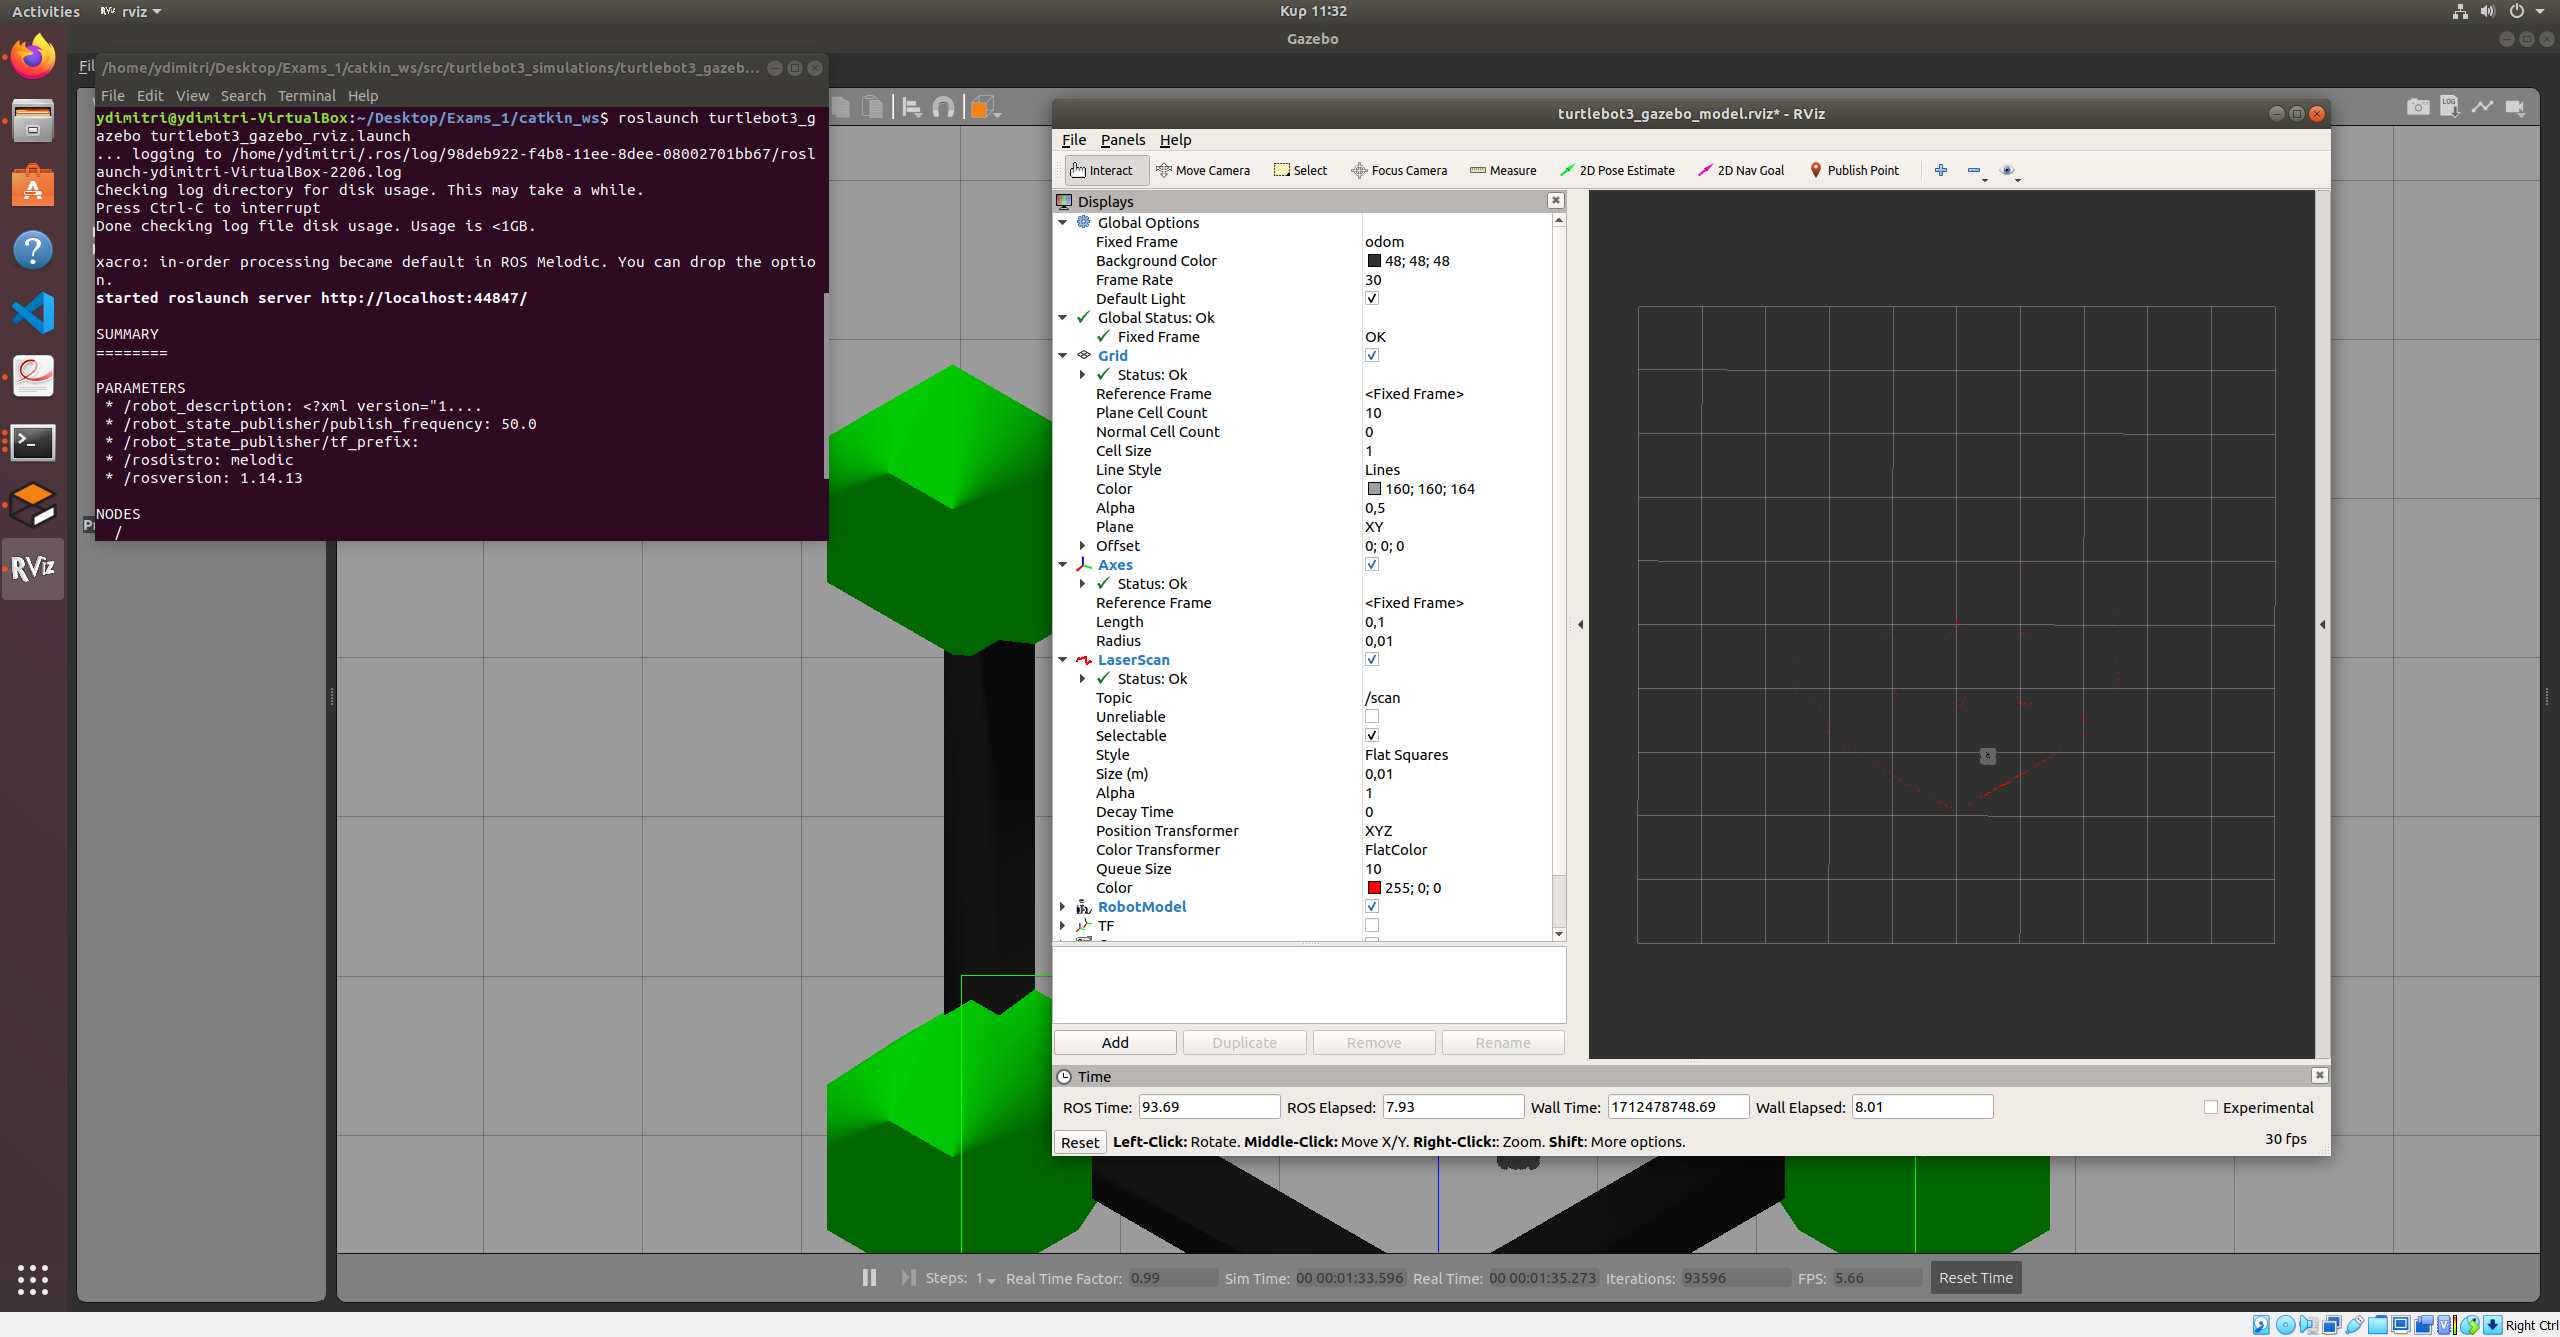 Activities
rviz
Κυρ 11:32
Gazebo
/home/ydimitri/Desktop/Exams_1/catkin_ws/src/turtlebot3_simulations/turtlebot3_gazeb...
File Edit View Search Terminal Help
ydimitri@ydimitri-VirtualBox:~/Desktop/Exams_1/catkin_ws$ roslaunch turtlebot3_g
azebo turtlebot3_gazebo_rviz.launch
... logging to /home/ydimitri/.ros/log/98deb922-f4b8-11ee-8dee-08002701bb67/rosl
aunch-ydimitri-VirtualBox-2206.log
Checking log directory for disk usage. This may take a while.
Press Ctrl-C to interrupt
Done checking log file disk usage. Usage is <1GB.
xacro: in-order processing became default in ROS Melodic. You can drop the optio
n.
started roslaunch server http://localhost:44847/
SUMMARY
========
PARAMETERS
* /robot_description: <?xml version="1....
* /robot_state_publisher/publish_frequency: 50.0
* /robot_state_publisher/tf_prefix:
* /rosdistro: melodic
* /rosversion: 1.14.13
NODES
/
RViz
turtlebot3_gazebo_model.rviz* - RViz
File Panels Help
Interact Move Camera Select Focus Camera Measure 2D Pose Estimate 2D Nav Goal Publish Point
Displays
Global Options
Fixed Frame odom
Background Color 48; 48; 48
Frame Rate 30
Default Light
Global Status: Ok
Fixed Frame OK
Grid
Status: Ok
Reference Frame <Fixed Frame>
Plane Cell Count 10
Normal Cell Count 0
Cell Size 1
Line Style Lines
Color 160; 160; 164
Alpha 0,5
Plane XY
Offset 0; 0; 0
Axes
Status: Ok
Reference Frame <Fixed Frame>
Length 0,1
Radius 0,01
LaserScan
Status: Ok
Topic /scan
Unreliable
Selectable
Style Flat Squares
Size (m) 0,01
Alpha 1
Decay Time 0
Position Transformer XYZ
Color Transformer FlatColor
Queue Size 10
Color 255; 0; 0
RobotModel
TF
Add Duplicate Remove Rename
Time
ROS Time: 93.69 ROS Elapsed: 7.93 Wall Time: 1712478748.69 Wall Elapsed: 8.01 Experimental
Reset Left-Click: Rotate. Middle-Click: Move X/Y. Right-Click:: Zoom. Shift: More options. 30 fps
Steps: 1 Real Time Factor: 0.99 Sim Time: 00 00:01:33.596 Real Time: 00 00:01:35.273 Iterations: 93596 FPS: 5.66 Reset Time
Right Ctrl